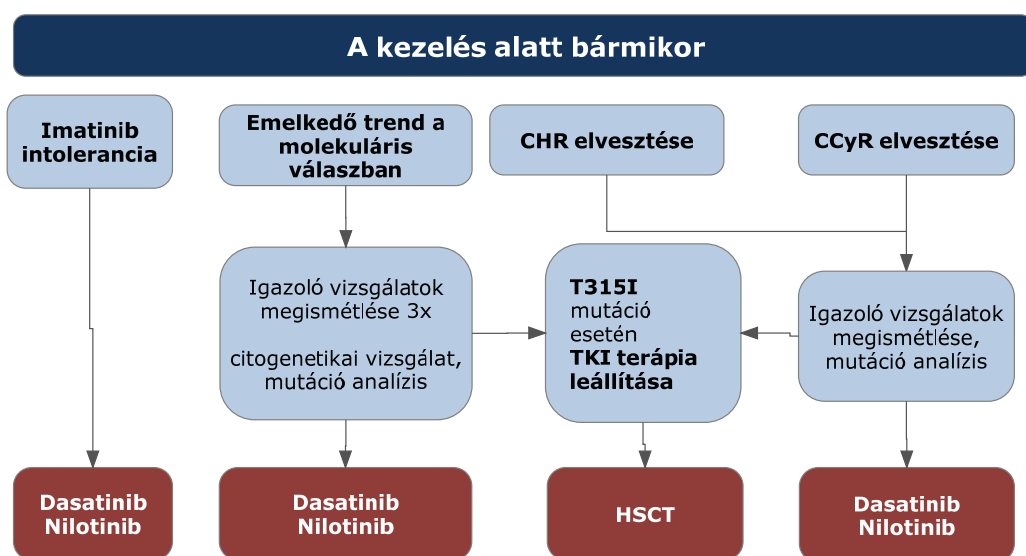 A kezelés alatt bármikor
Imatinib
intolerancia
Emelkedő trend a
molekuláris
válaszban
CHR elvesztése
CCyR elvesztése
Igazoló vizsgálatok
megismétlése 3x
citogenetikai vizsgálat,
mutáció analízis
T315I
mutáció
esetén
TKI terápia
leállítása
Igazoló vizsgálatok
megismétlése,
mutáció analízis
Dasatinib
Nilotinib
Dasatinib
Nilotinib
HSCT
Dasatinib
Nilotinib